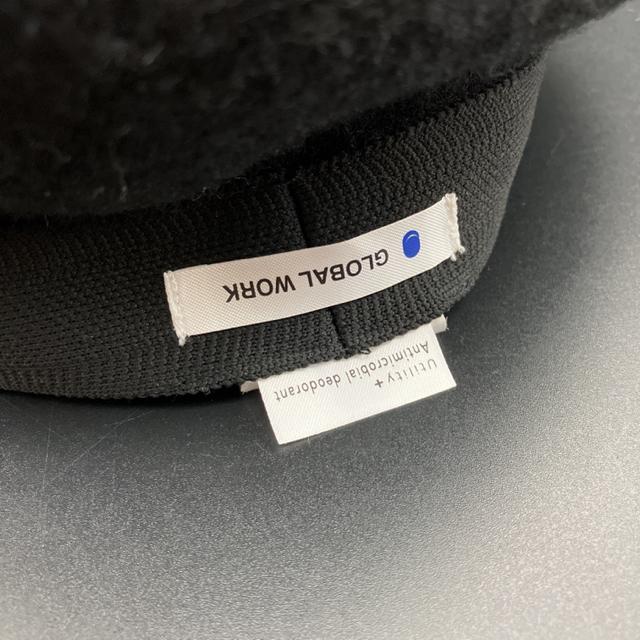 GLOBAL WORK
Utility +
Antimicrobial deodorant